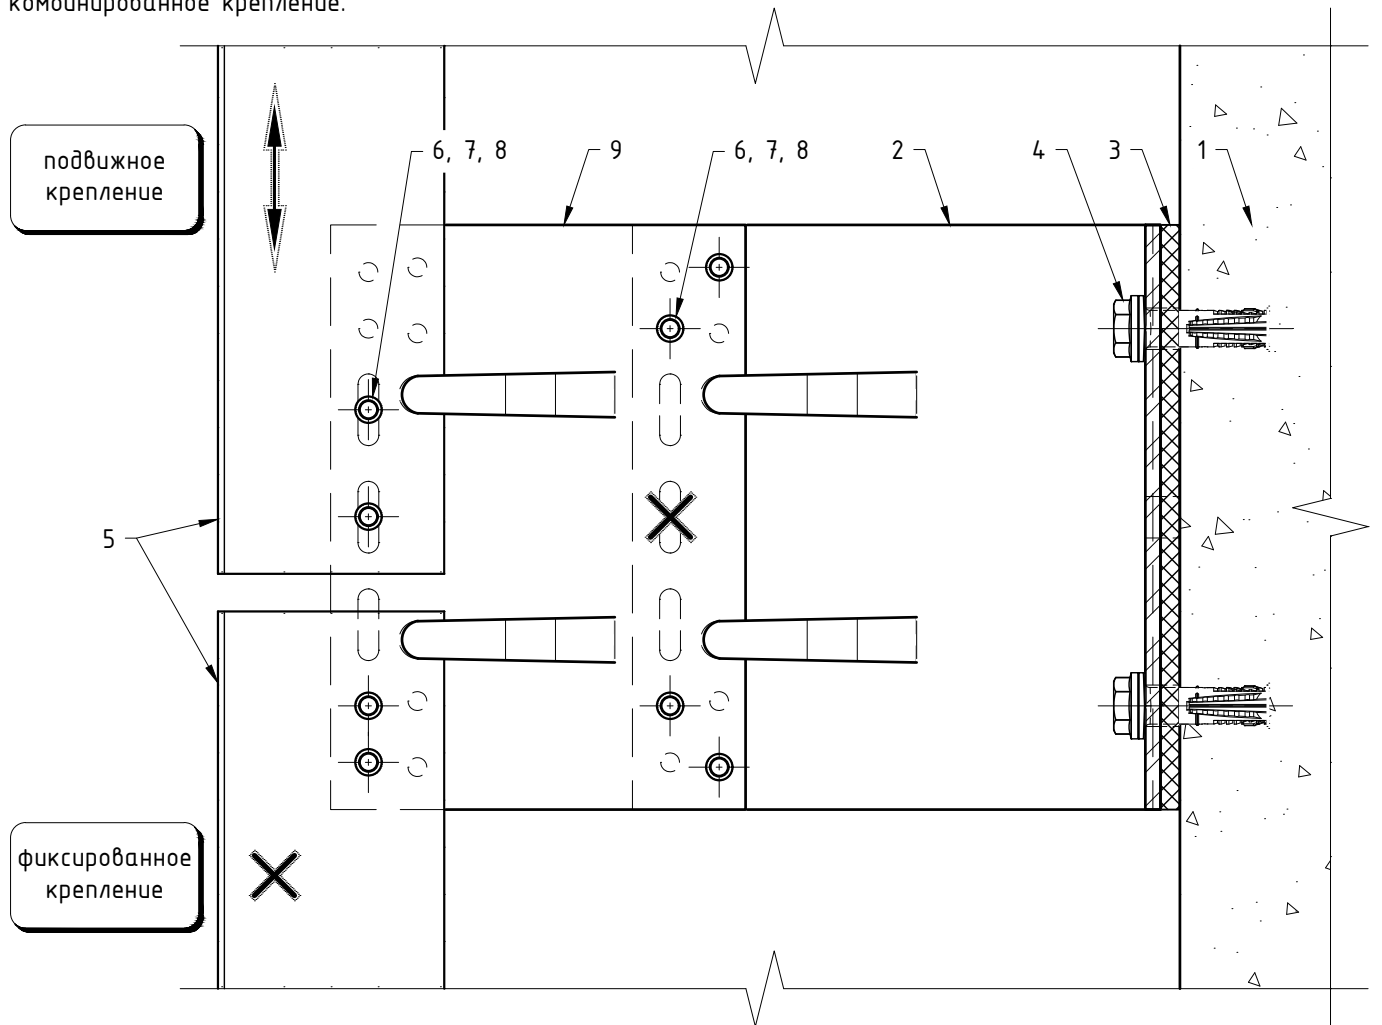 комбинированное крепление.
подвижное
крепление
6, 7, 8
9
6, 7, 8
2
4
3
1
5
фиксированное
крепление